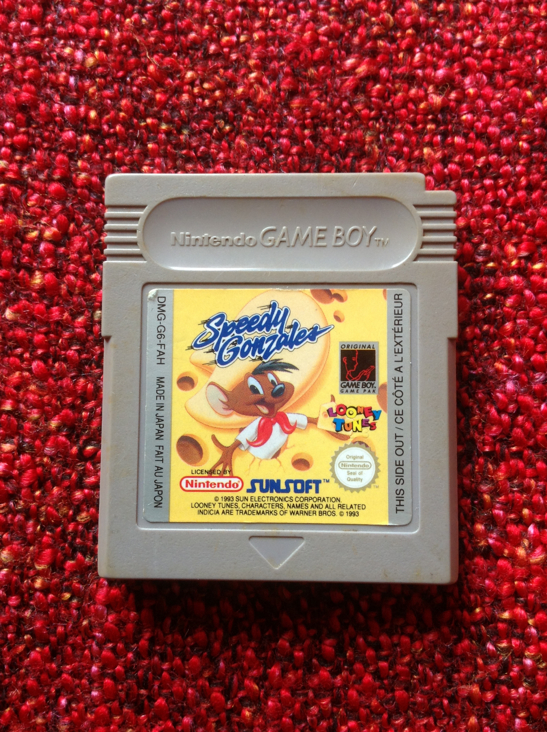 Nintendo GAME BOY TM
DMG-G6-FAH MADE IN JAPAN FAIT AU JAPON
Speedy
Gonzales
ORIGINAL
GAME BOY
GAME PAK
LOONEY
TUNES
Original
Nintendo
Seal of
Quality
LICENSED BY
Nintendo SUNSOFT™
© 1993 SUN ELECTRONICS CORPORATION.
LOONEY TUNES, CHARACTERS, NAMES AND ALL RELATED
INDICIA ARE TRADEMARKS OF WARNER BROS. © 1993
THIS SIDE OUT / CE CÔTÉ A L'EXTÉRIEUR